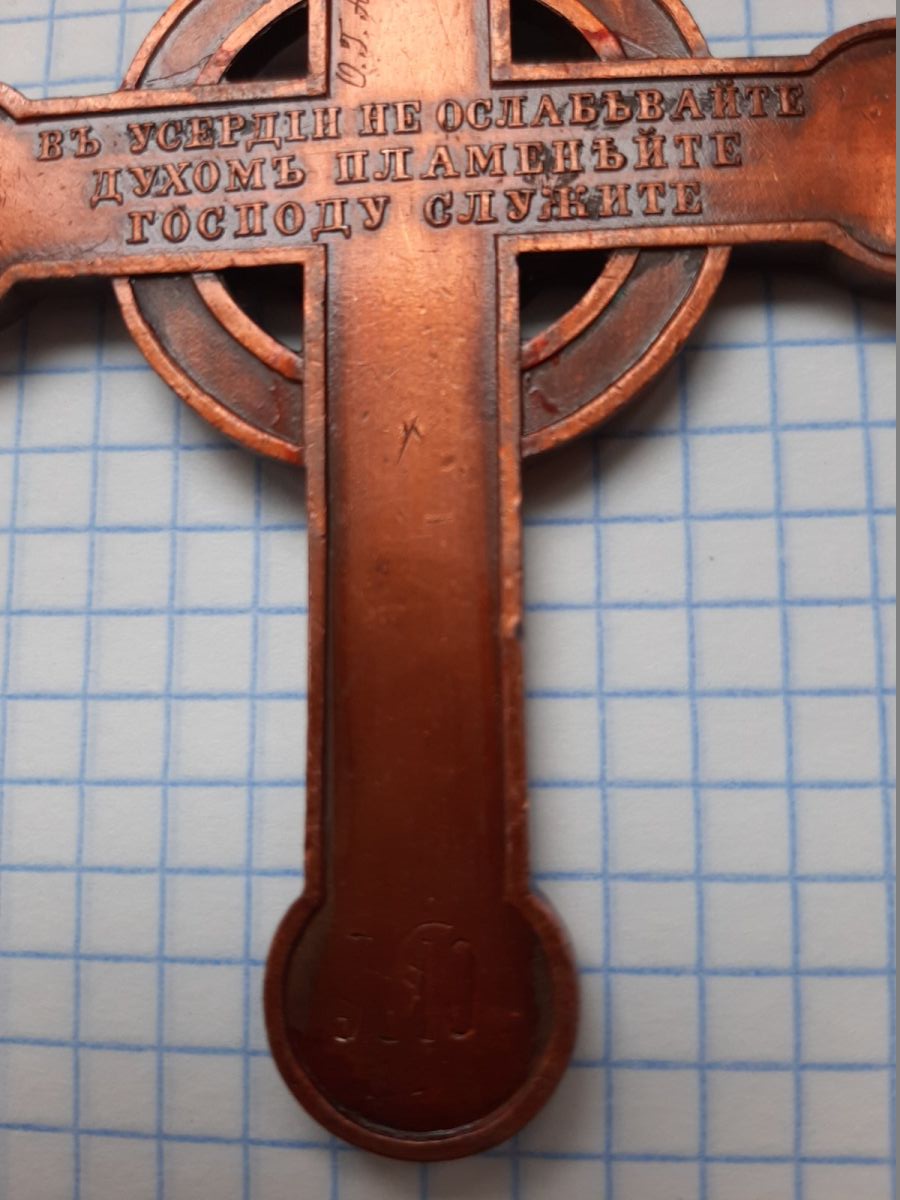 ВЪ УСЕРДІИ НЕ ОСЛАБѢВАЙТЕ
ДУХОМЪ ПЛАМЕНѢЙТЕ
ГОСПОДУ СЛУЖИТЕ